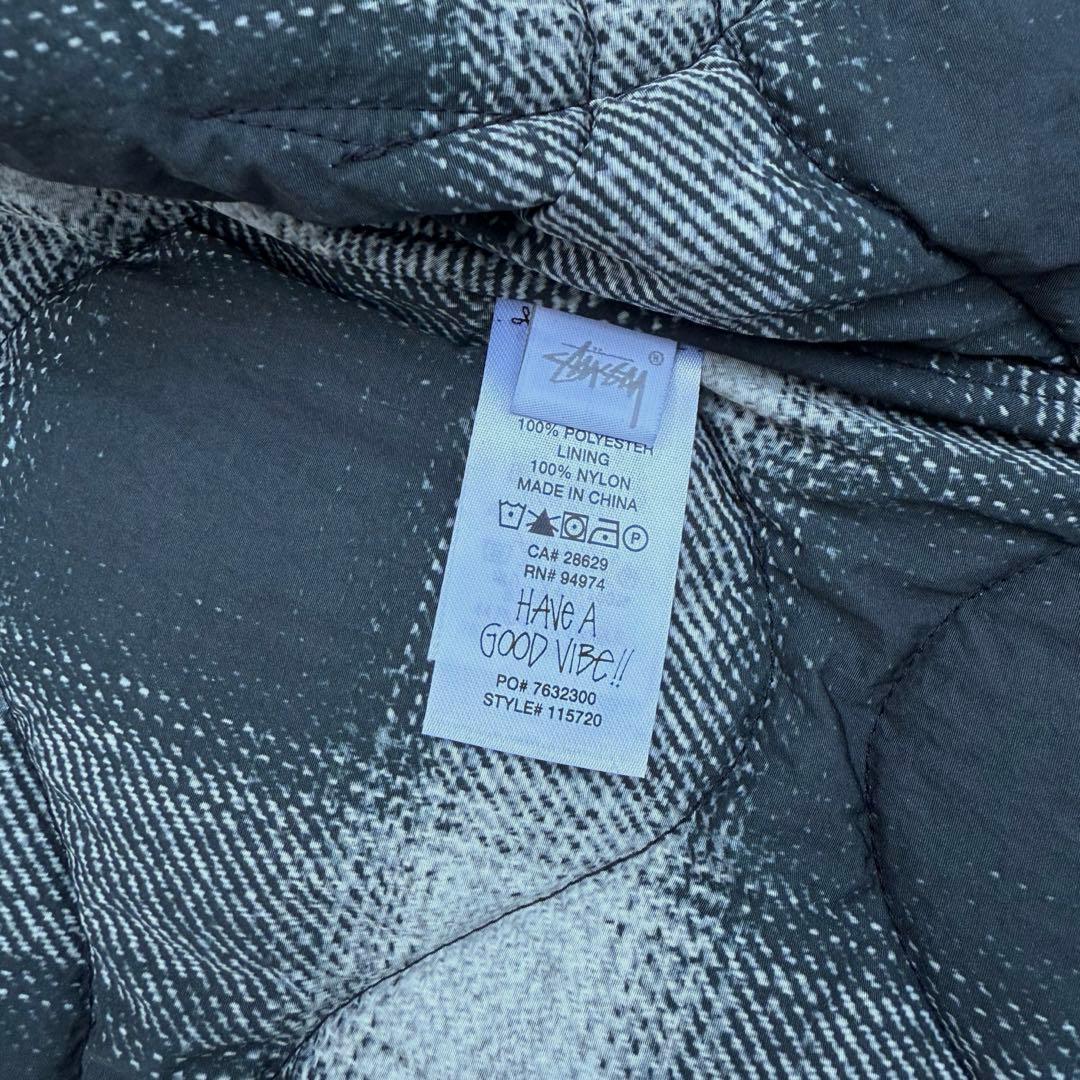 Stüssy ®
100% POLYESTER
LINING
100% NYLON
MADE IN CHINA
P
CA# 28629
RN# 94974
HAVE A
GOOD VIBE!!
PO# 7632300
STYLE# 115720